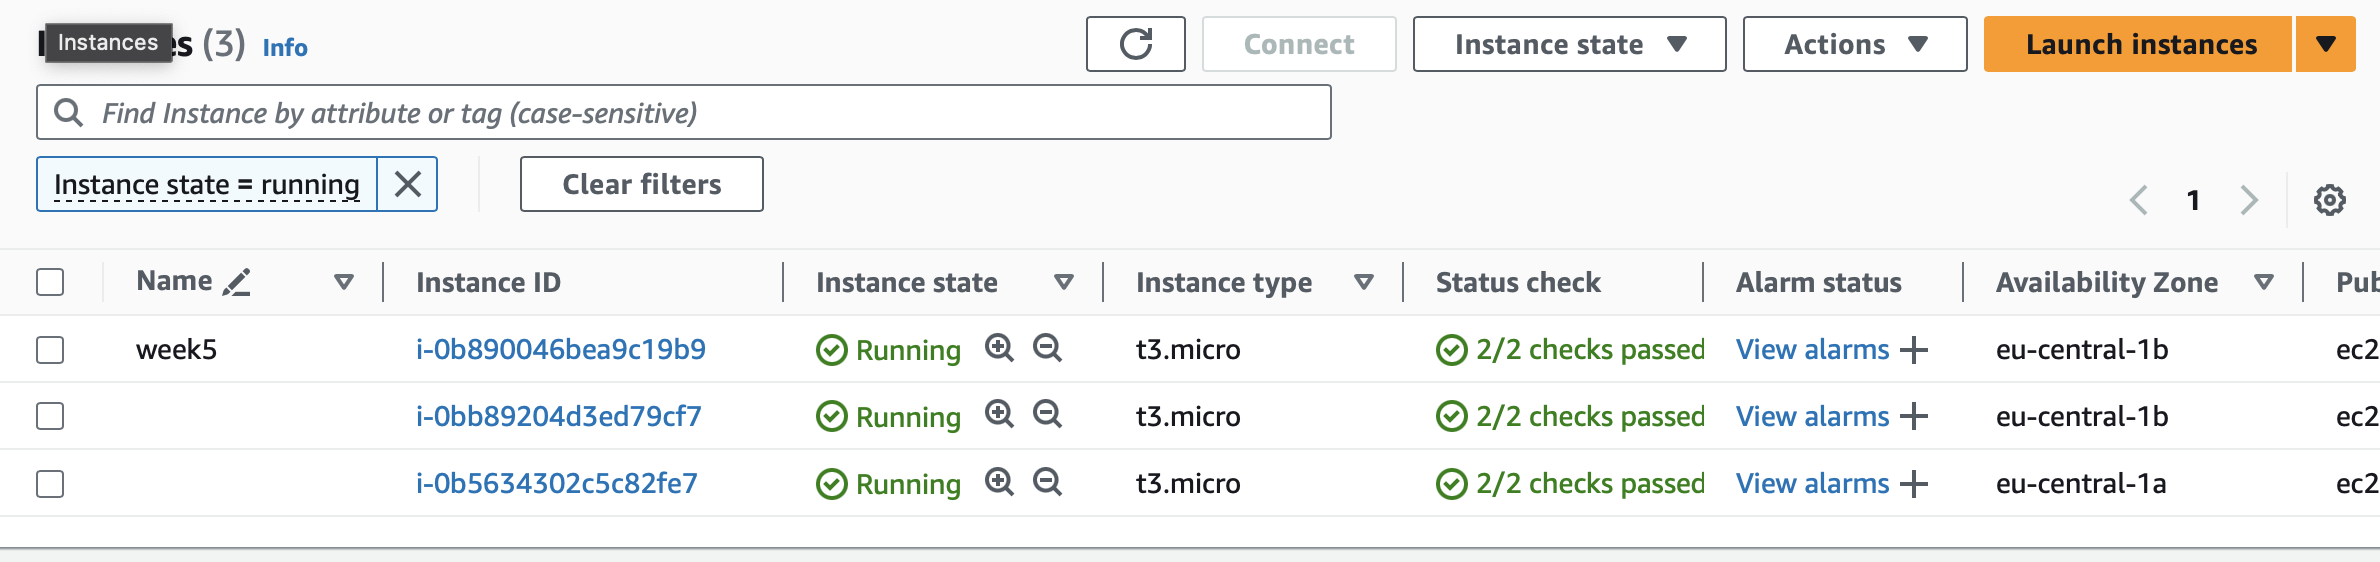 Instances
es (3) Info
Connect
Instance state
Actions
Launch instances
Find Instance by attribute or tag (case-sensitive)
Instance state = running
Clear filters
1
Name Instance ID Instance state Instance type Status check Alarm status Availability Zone
week5 i-0b890046bea9c19b9 Running t3.micro 2/2 checks passed View alarms + eu-central-1b ec2
i-0bb89204d3ed79cf7 Running t3.micro 2/2 checks passed View alarms + eu-central-1b ec2
i-0b5634302c5c82fe7 Running t3.micro 2/2 checks passed View alarms + eu-central-1a ec2